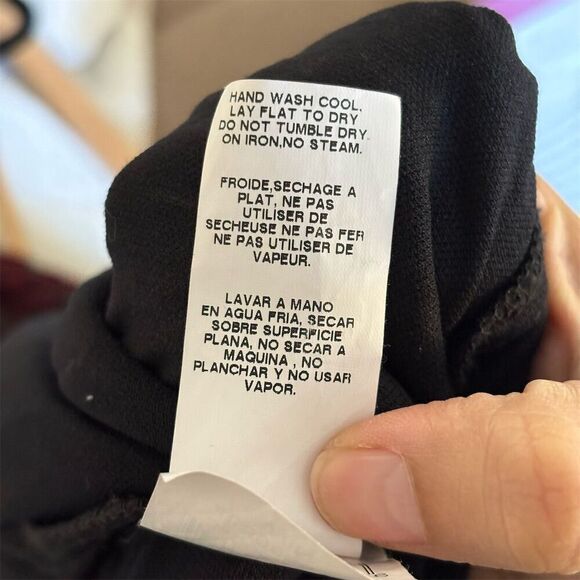 HAND WASH COOL,
LAY FLAT TO DRY
DO NOT TUMBLE DRY
ON IRON,NO STEAM.
FROIDE,SECHAGE A
PLAT, NE PAS
UTILISER DE
SECHEUSE NE PAS FER
NE PAS UTILISER DE
VAPEUR.
LAVAR A MANO
EN AGUA FRIA, SECAR
SOBRE SUPERFICIE
PLANA, NO SECAR A
MAQUINA , NO
PLANCHAR Y NO USAR
VAPOR.